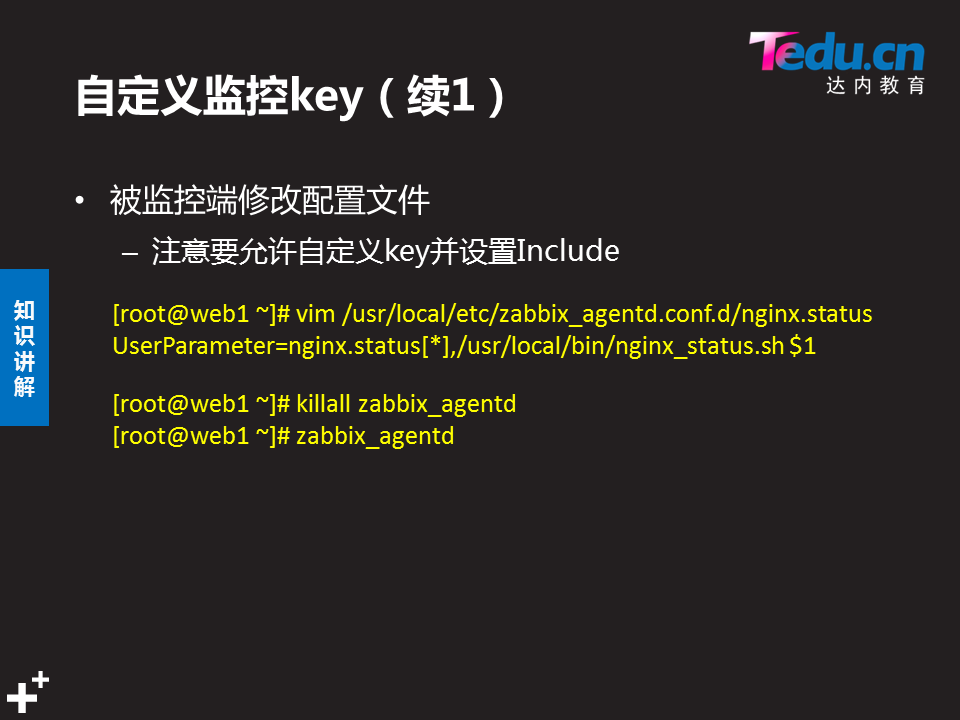 Tedu.cn
达内教育
自定义监控key（续1）
• 被监控端修改配置文件
– 注意要允许自定义key并设置Include
知识讲解
[root@web1 ~]# vim /usr/local/etc/zabbix_agentd.conf.d/nginx.status
UserParameter=nginx.status[*],/usr/local/bin/nginx_status.sh $1
[root@web1 ~]# killall zabbix_agentd
[root@web1 ~]# zabbix_agentd